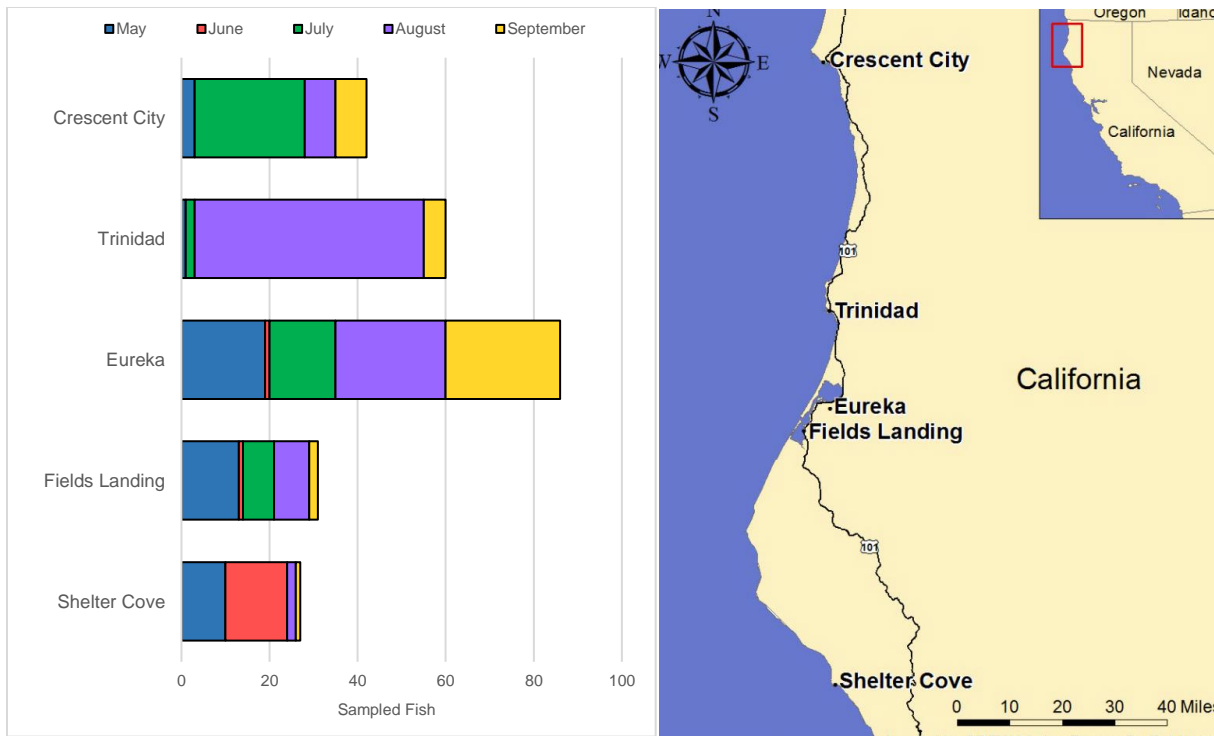 May June July August September
Crescent City
Trinidad
Eureka
Fields Landing
Shelter Cove
0 20 40 60 80 100
Sampled Fish
N
W E
S
Crescent City
101
Trinidad
Eureka
Fields Landing
California
101
Shelter Cove
0 10 20 30 40 Miles
Oregon Idaho
Nevada
California